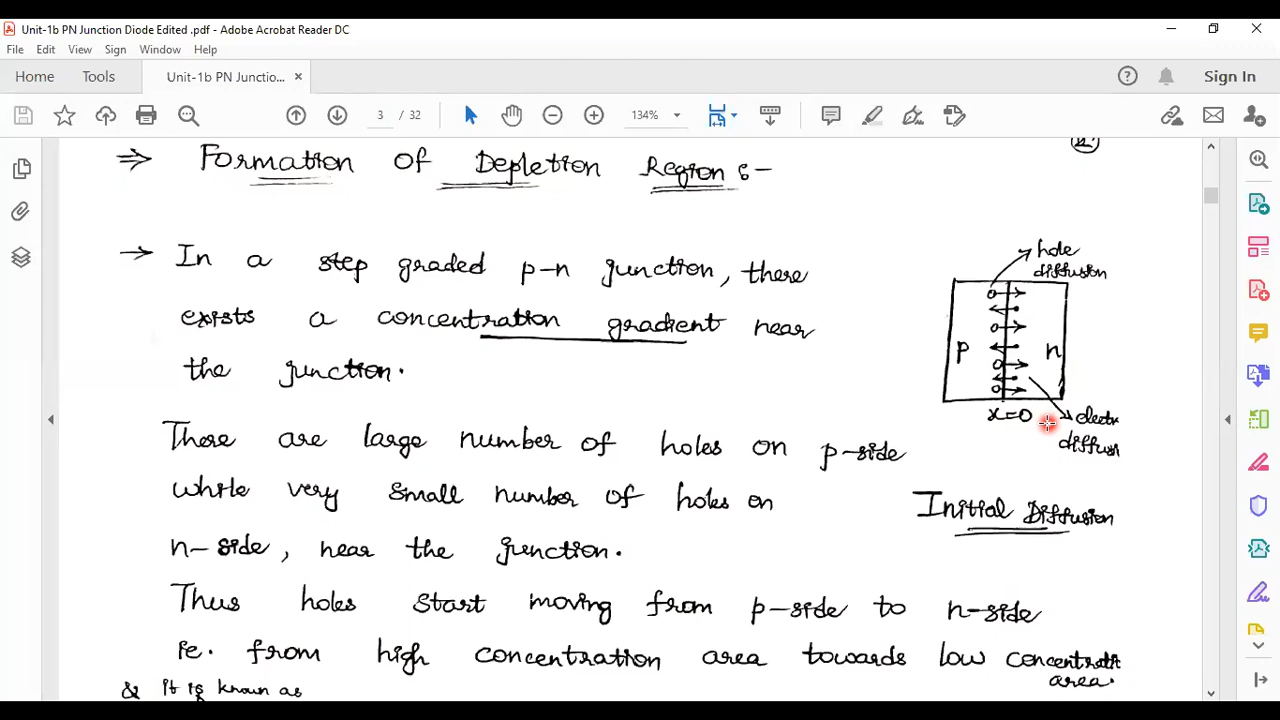 Unit-1b PN Junction Diode Edited .pdf - Adobe Acrobat Reader DC
File Edit View Sign Window Help
Home Tools Unit-1b PN Junctio... × Sign In
3 / 32 134%
⇒ Formation of Depletion Region :-
→ In a step graded p-n junction, there
exists a concentration gradient near
the junction.
hole
diffusion
p n
x=0
electr
diffusi
Initial Diffusion
There are large number of holes on p-side
while very small number of holes on
n-side, near the junction.
Thus holes start moving from p-side to n-side
ie. from high concentration area towards low concentrati
area.
& it is known as